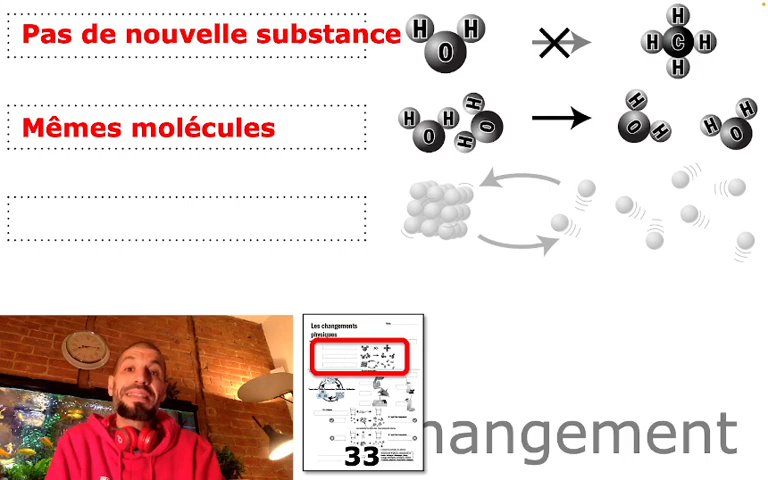 Pas de nouvelle substance
H H
O
H
H C H
H
Mêmes molécules
H H
O
H
O
H
H
O
H
H H
O
Les changements
physiques
33
hangement